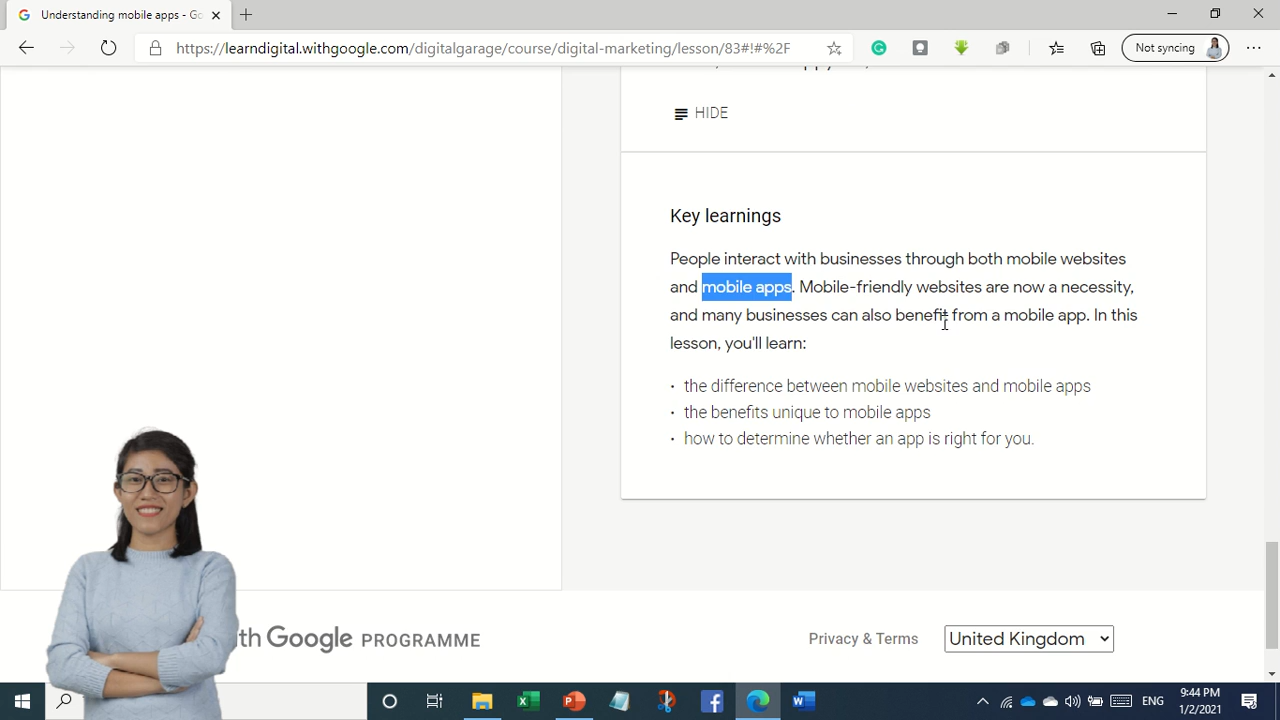 Understanding mobile apps - Go
https://learndigital.withgoogle.com/digitalgarage/course/digital-marketing/lesson/83#!#%2F
Not syncing
HIDE
Key learnings
People interact with businesses through both mobile websites
and mobile apps. Mobile-friendly websites are now a necessity,
and many businesses can also benefit from a mobile app. In this
lesson, you'll learn:
• the difference between mobile websites and mobile apps
• the benefits unique to mobile apps
• how to determine whether an app is right for you.
Google PROGRAMME
Privacy & Terms
United Kingdom
ENG
9:44 PM
1/2/2021